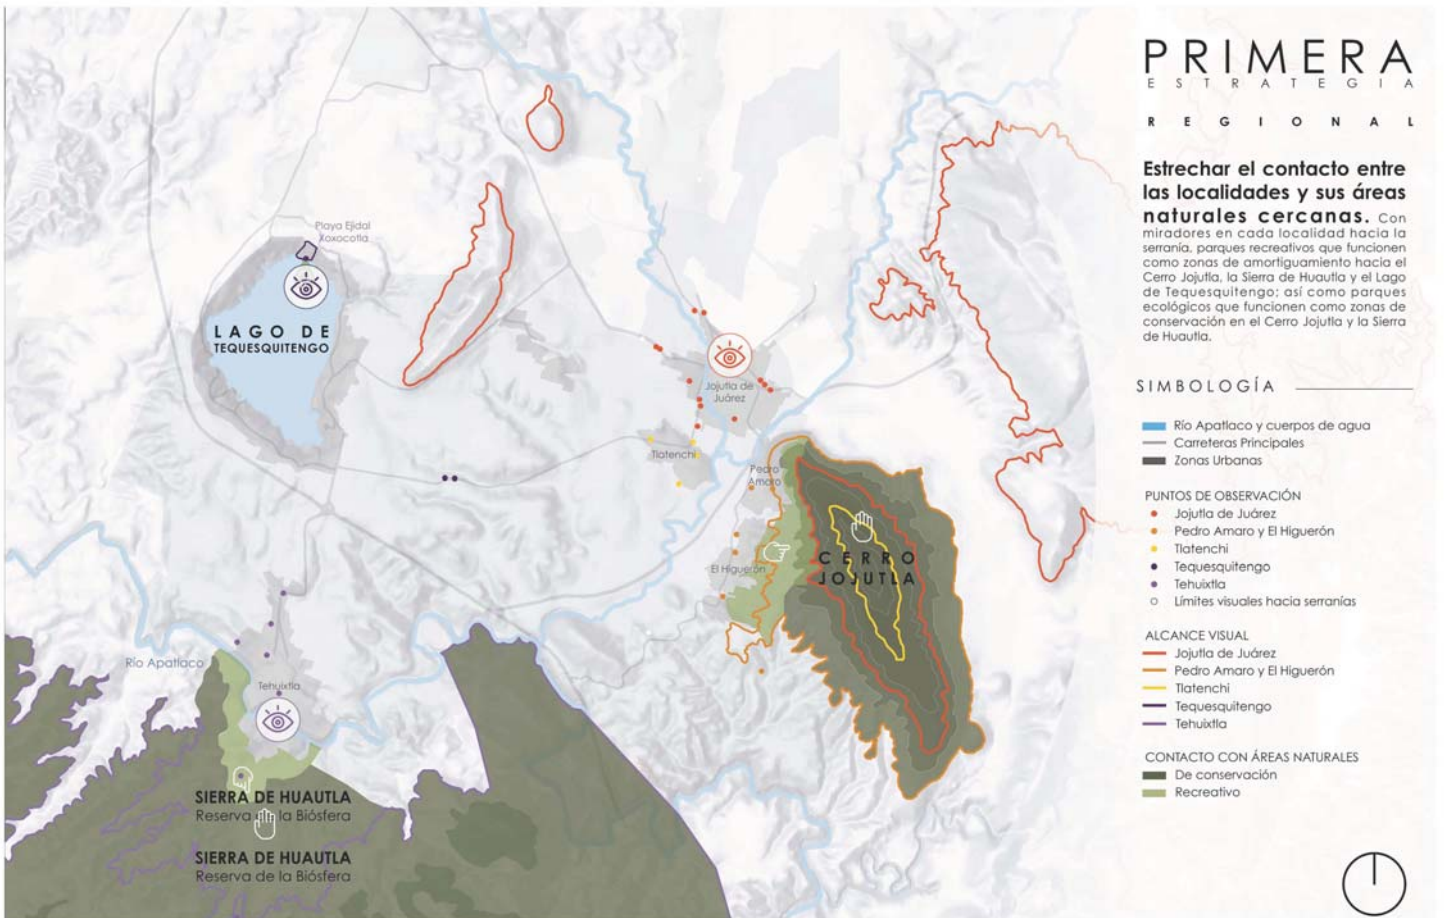 PRIMERA
ESTRATEGIA
REGIONAL
Estrechar el contacto entre
las localidades y sus áreas
naturales cercanas. Con
miradores en cada localidad hacia la
serranía, parques recreativos que funcionen
como zonas de amortiguamiento hacia el
Cerro Jojutla, la Sierra de Huautla y el Lago
de Tequesquitengo; así como parques
ecológicos que funcionen como zonas de
conservación en el Cerro Jojutla y la Sierra
de Huautla.
SIMBOLOGÍA
Río Apatlaco y cuerpos de agua
Carreteras Principales
Zonas Urbanas
PUNTOS DE OBSERVACIÓN
Jojutla de Juárez
Pedro Amaro y El Higuerón
Tlatenchi
Tequesquitengo
Tehuixtla
Límites visuales hacia serranías
ALCANCE VISUAL
Jojutla de Juárez
Pedro Amaro y El Higuerón
Tlatenchi
Tequesquitengo
Tehuixtla
CONTACTO CON ÁREAS NATURALES
De conservación
Recreativo
Playa Ejidal
Xoxocotla
LAGO DE
TEQUESQUITENGO
Jojutla de
Juárez
Tlatenchi
Pedro
Amaro
El Higuerón
CERRO
JOJUTLA
Río Apatlaco
Tehuixtla
SIERRA DE HUAUTLA
Reserva de la Biósfera
SIERRA DE HUAUTLA
Reserva de la Biósfera